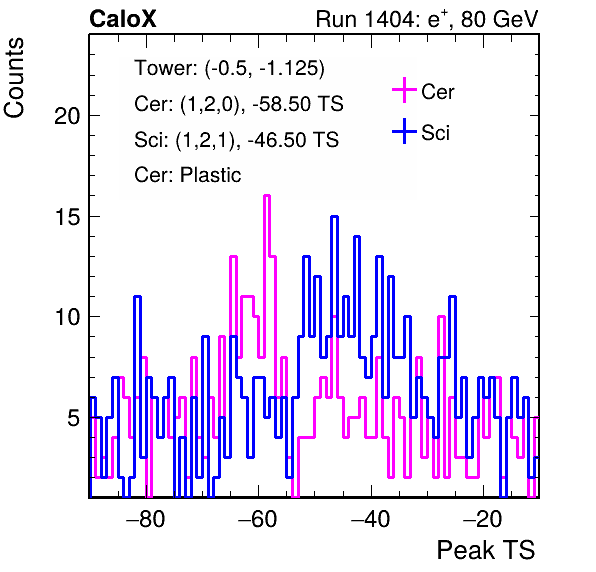 CaloX
Run 1404: e+, 80 GeV
Counts
Tower: (-0.5, -1.125)
Cer: (1,2,0), -58.50 TS
Sci: (1,2,1), -46.50 TS
Cer: Plastic
Cer
Sci
20
15
10
5
−80
−60
−40
−20
Peak TS